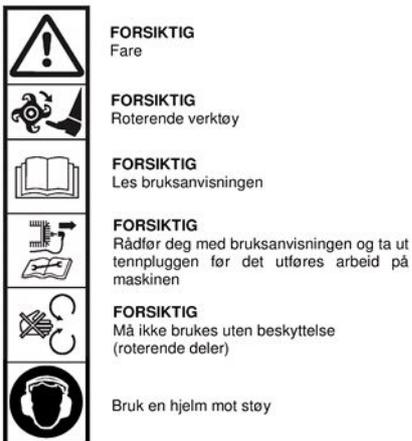 FORSIKTIG
Fare
FORSIKTIG
Roterende verktøy
FORSIKTIG
Les bruksanvisningen
FORSIKTIG
Rådfør deg med bruksanvisningen og ta ut
tennpluggen før det utføres arbeid på
maskinen
FORSIKTIG
Må ikke brukes uten beskyttelse
(roterende deler)
Bruk en hjelm mot støy